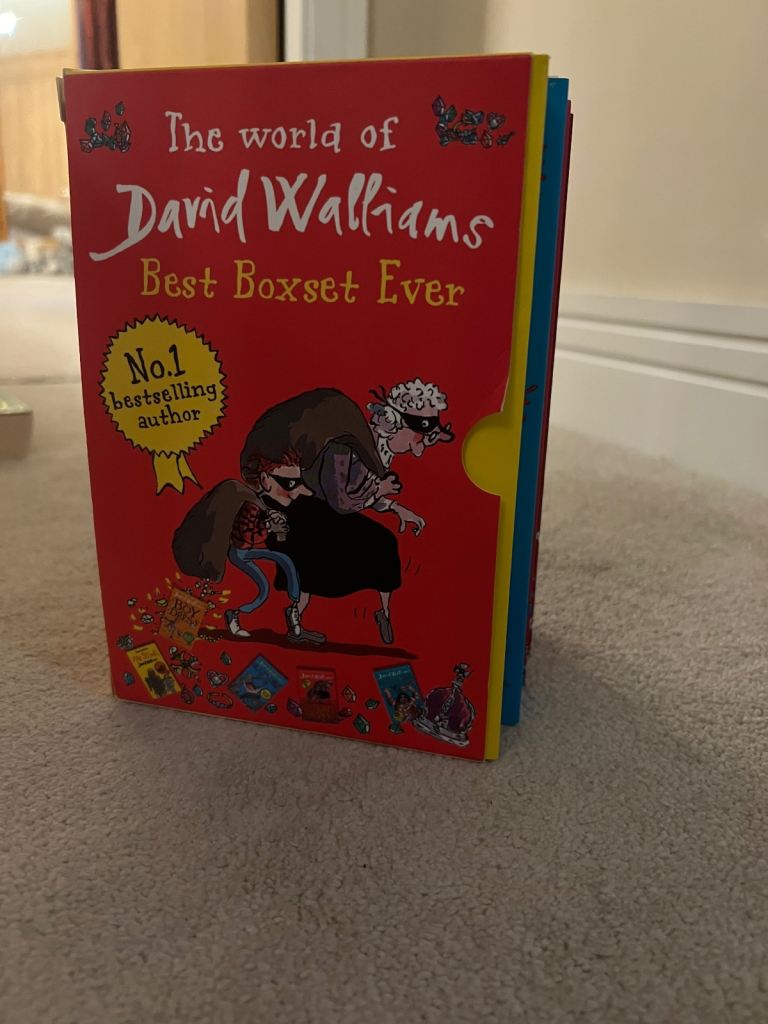 The world of
David Walliams
Best Boxset Ever
No.1
bestselling
author